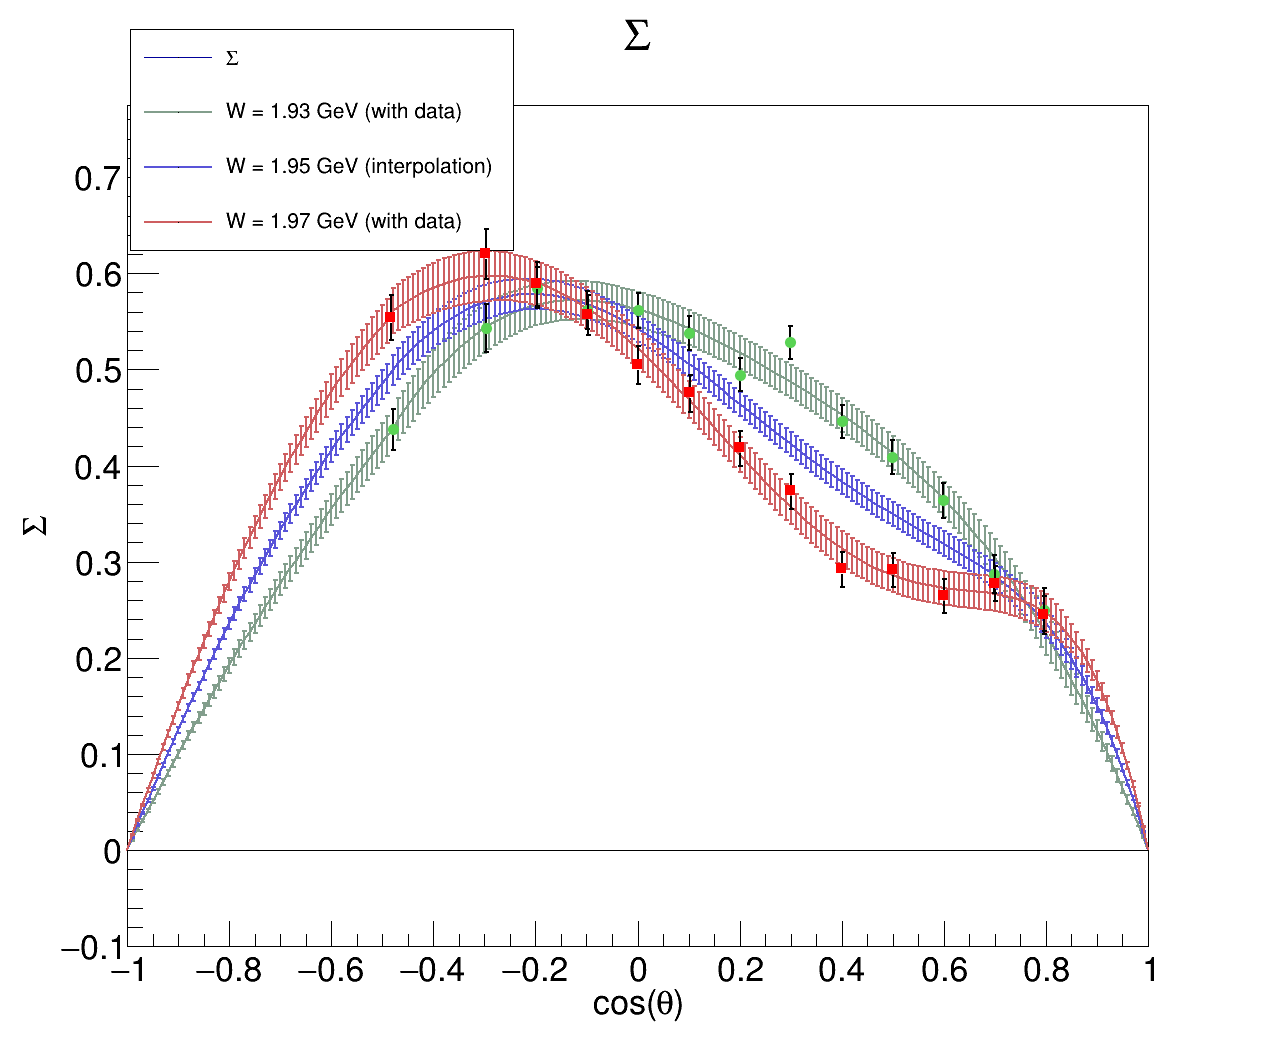 Σ
Σ
W = 1.93 GeV (with data)
W = 1.95 GeV (interpolation)
W = 1.97 GeV (with data)
0.7
0.6
0.5
0.4
0.3
0.2
0.1
0
−0.1
Σ
−1 −0.8 −0.6 −0.4 −0.2 0 0.2 0.4 0.6 0.8 1
cos(θ)